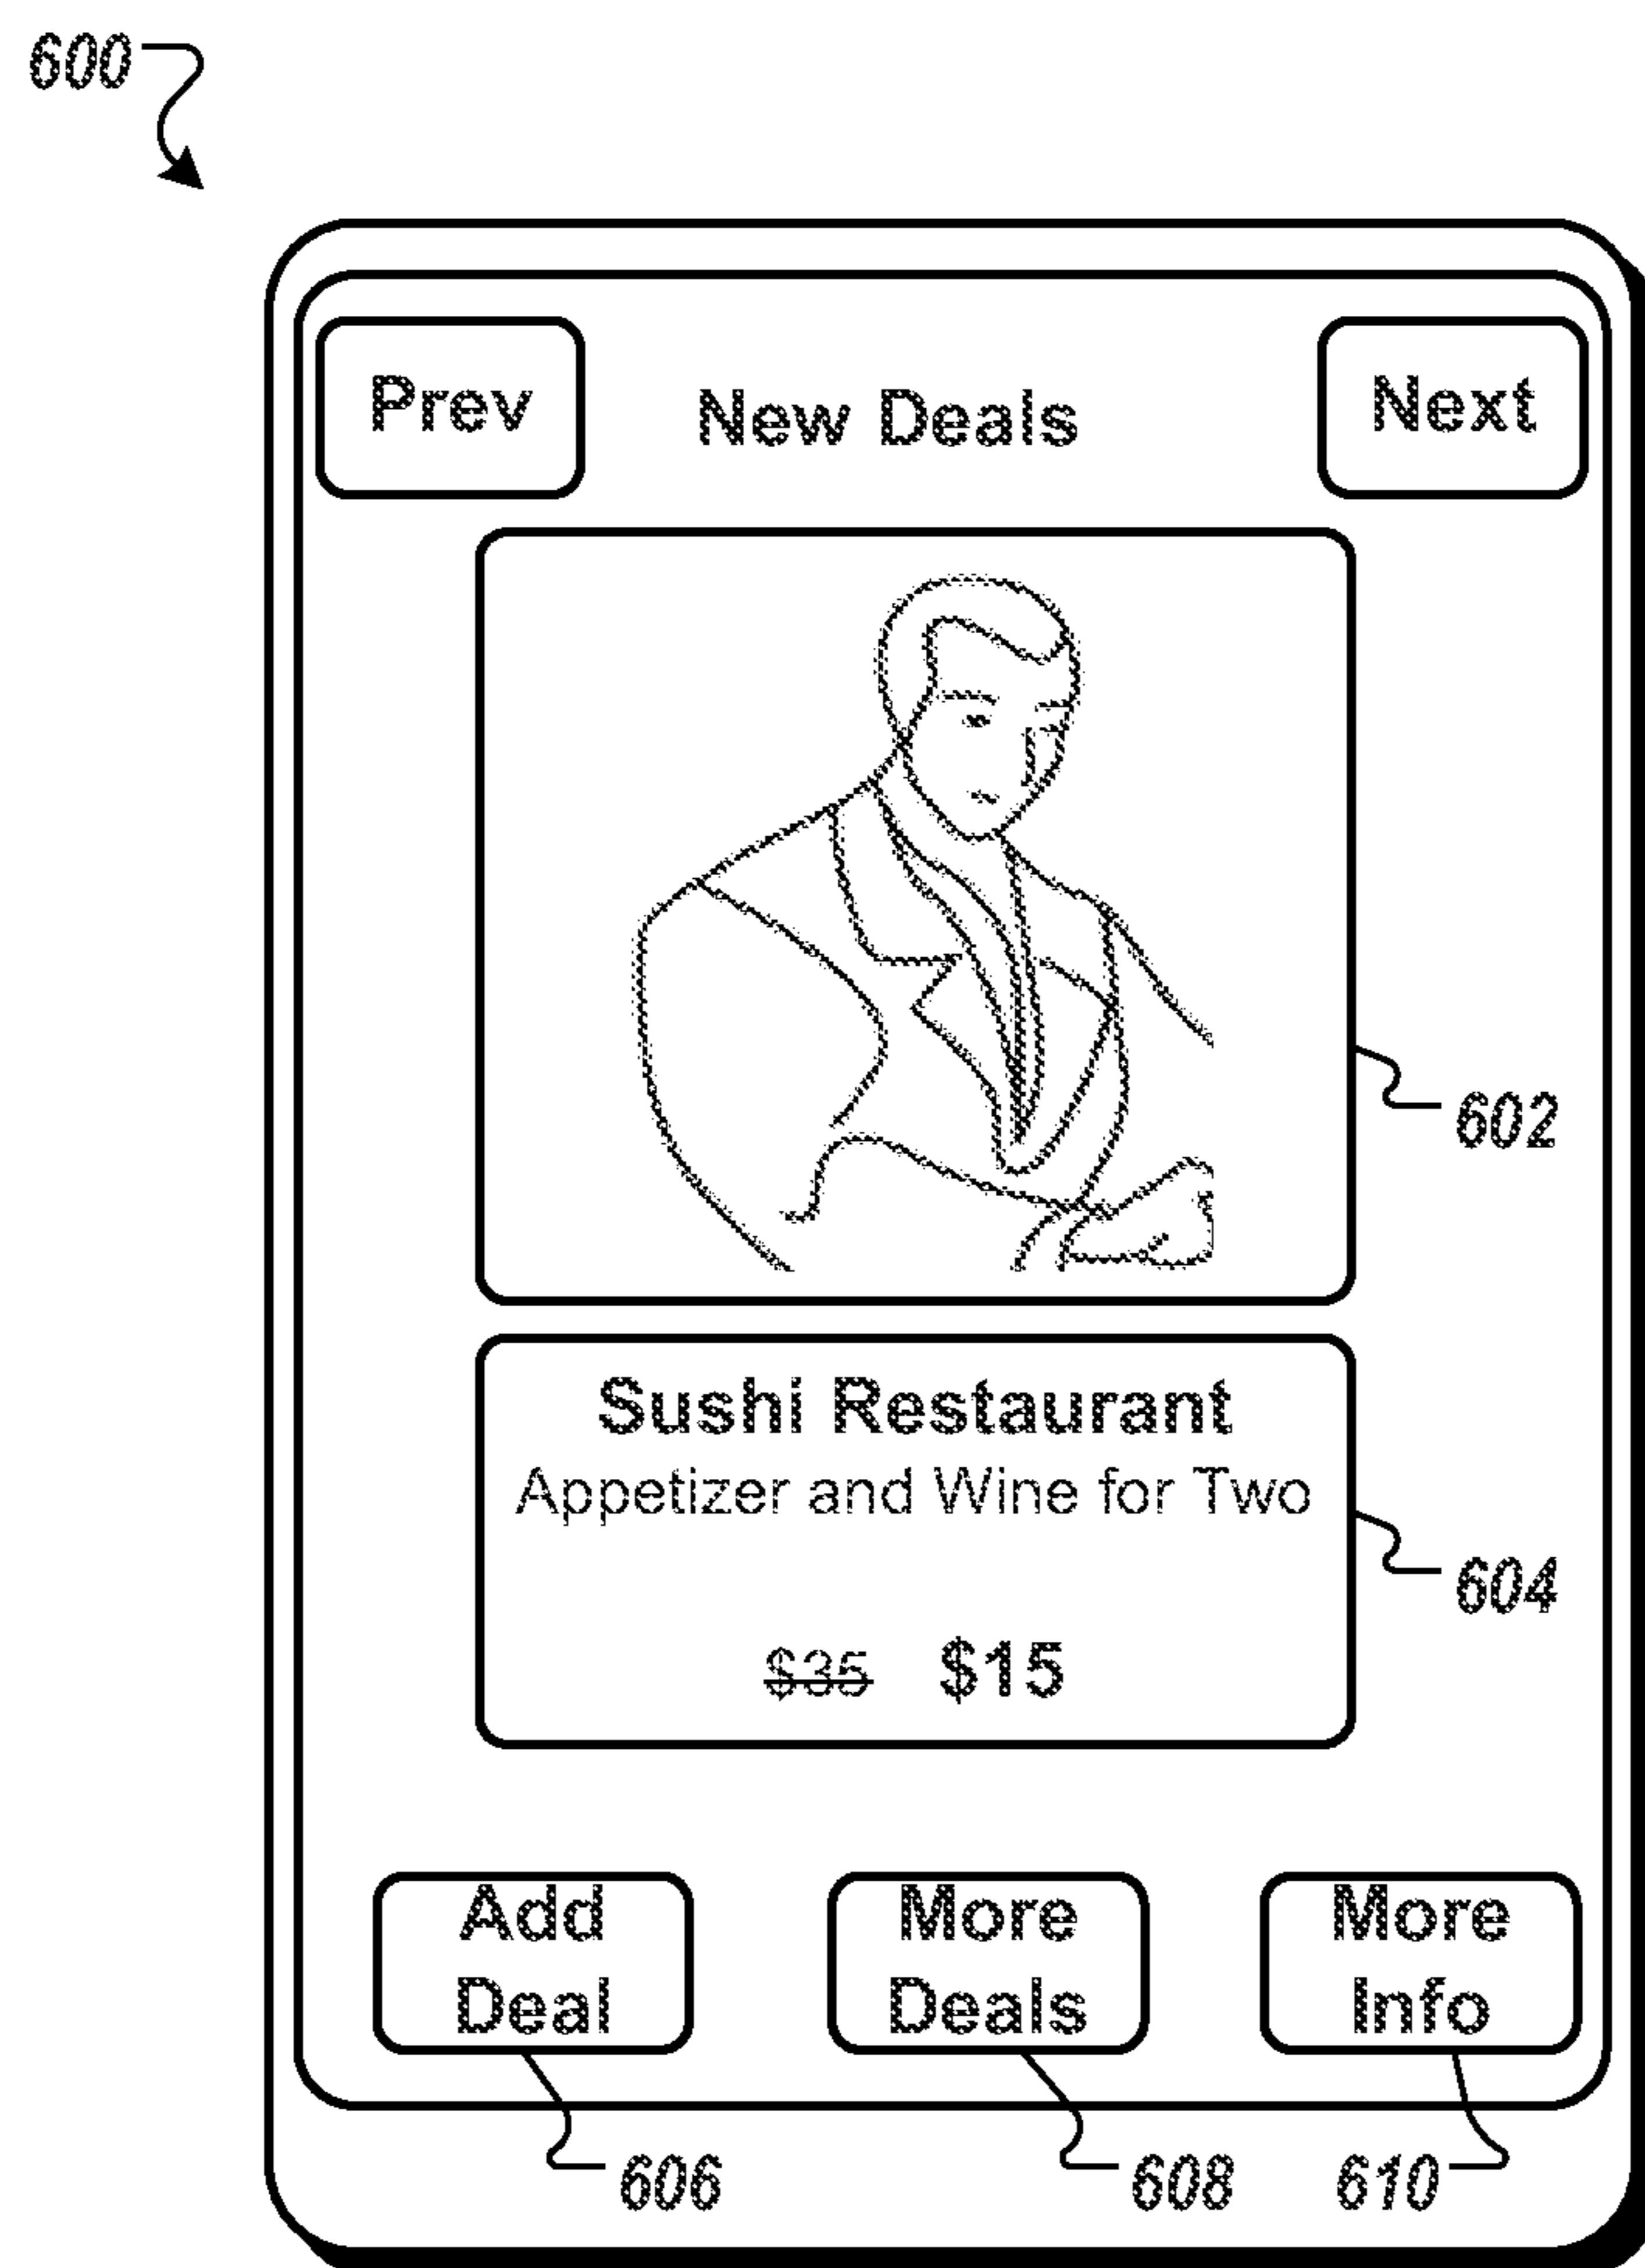 600
Prev New Deals Next
602
Sushi Restaurant
Appetizer and Wine for Two
604
$35 $15
Add Deal
More Deals
More Info
606 608 610